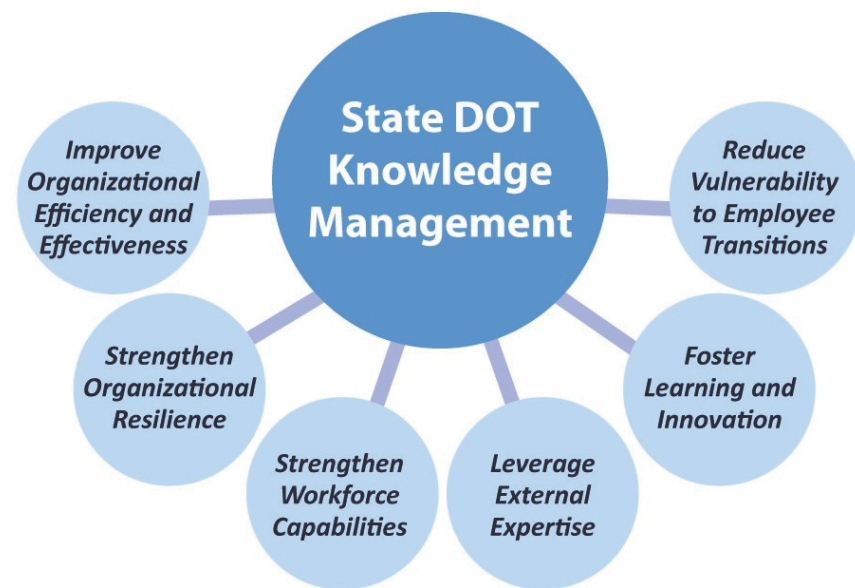 State DOT
Knowledge
Management
Improve
Organizational
Efficiency and
Effectiveness
Strengthen
Organizational
Resilience
Strengthen
Workforce
Capabilities
Leverage
External
Expertise
Foster
Learning and
Innovation
Reduce
Vulnerability
to Employee
Transitions